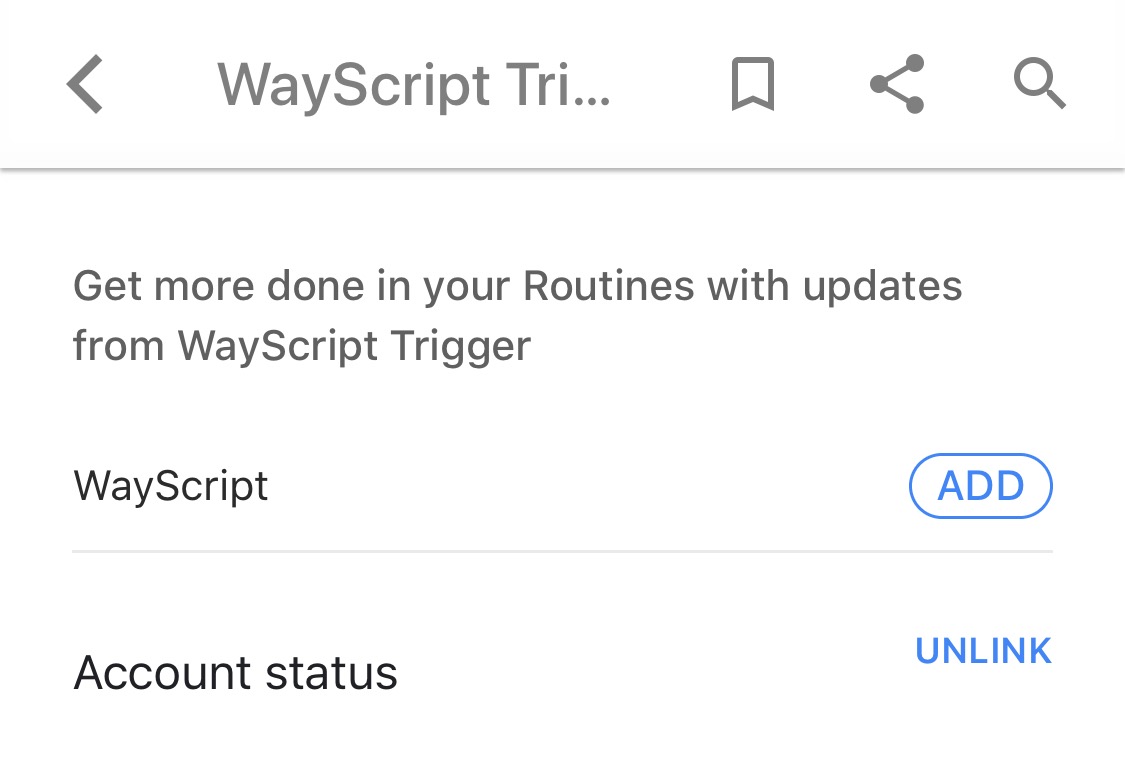 WayScript Tri...
Get more done in your Routines with updates
from WayScript Trigger
WayScript ADD
Account status UNLINK